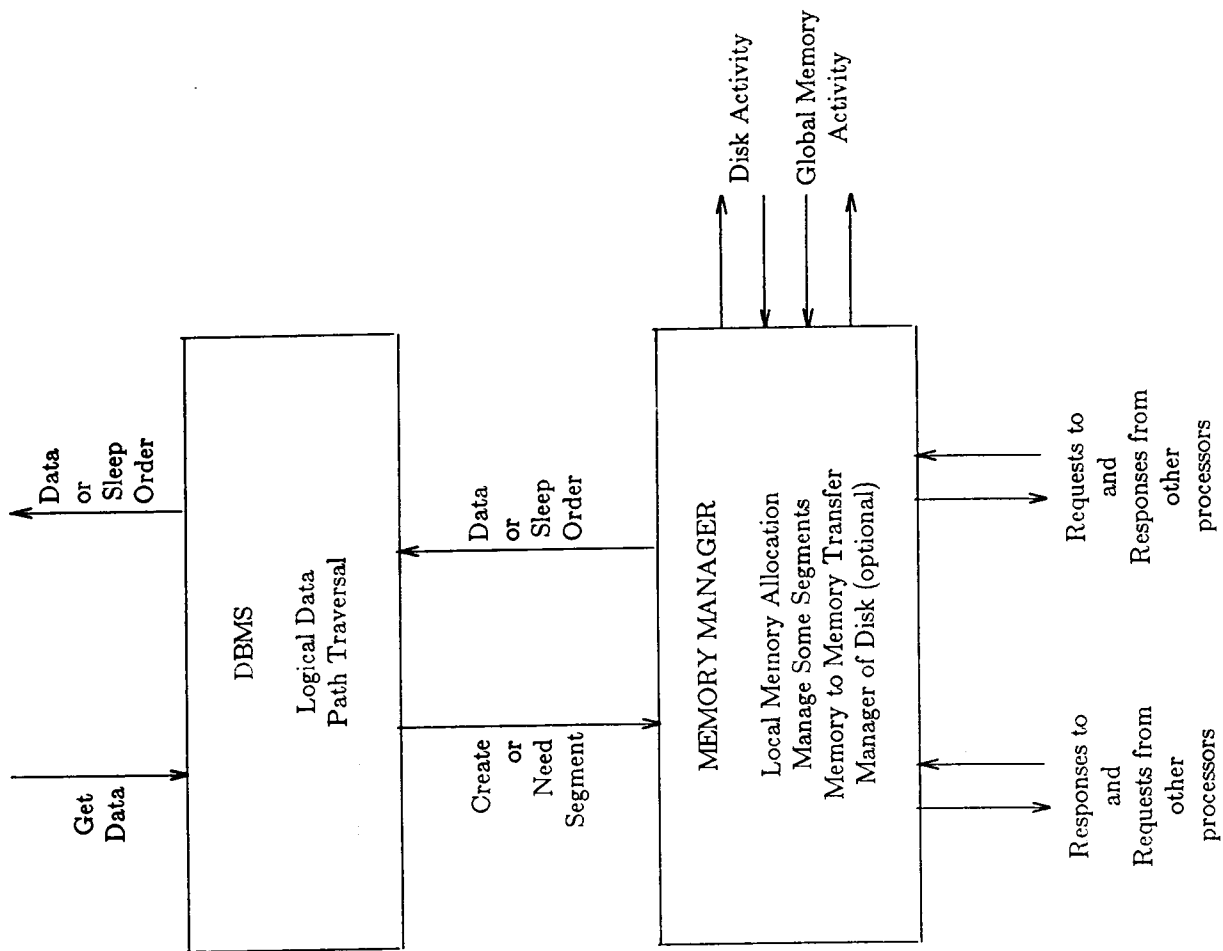 Get
Data
Data
or
Sleep
Order
DBMS
Logical Data
Path Traversal
Create
or
Need
Segment
Data
or
Sleep
Order
MEMORY MANAGER
Local Memory Allocation
Manage Some Segments
Memory to Memory Transfer
Manager of Disk (optional)
Disk Activity
Global Memory
Activity
Responses to
and
Requests from
other
processors
Requests to
and
Responses from
other
processors